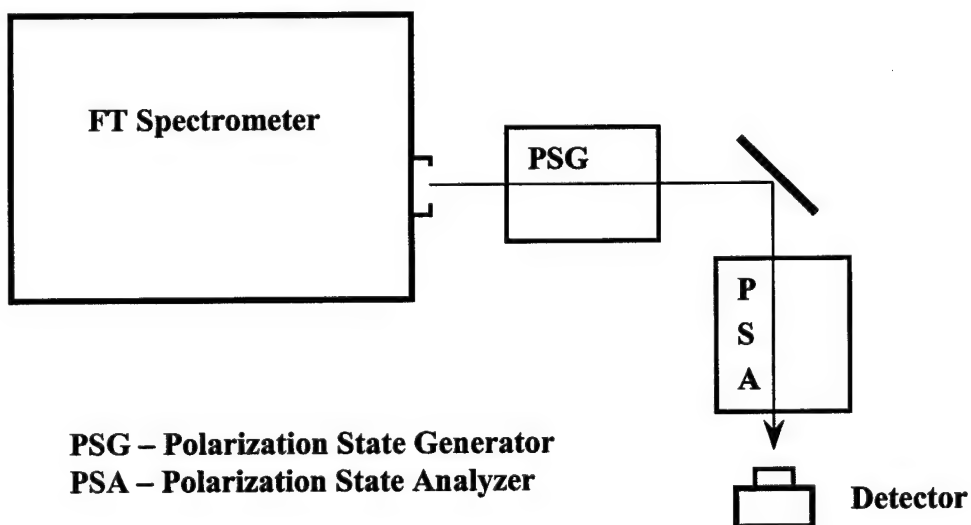 FT Spectrometer
PSG
P
S
A
PSG – Polarization State Generator
PSA – Polarization State Analyzer
Detector